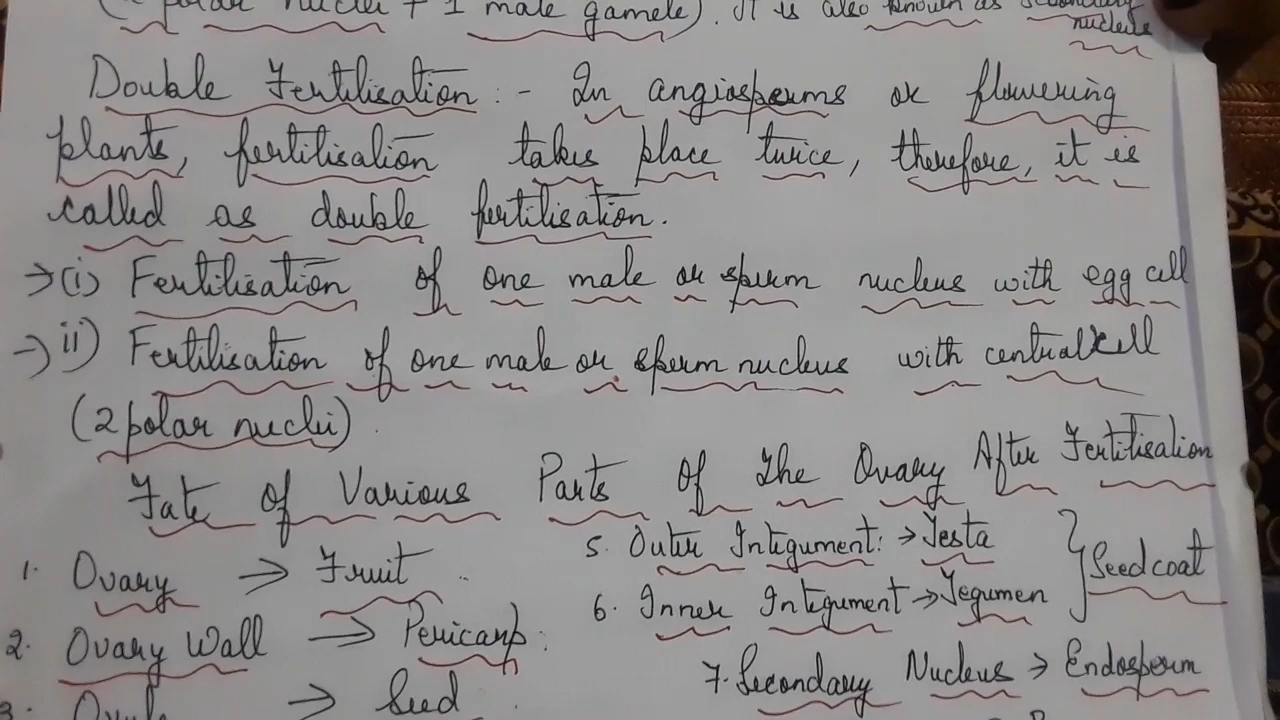 polar nuclei + 1 male gamele). It is also known as secondary
nucleus
Double Fertilisation :- In angiosperms or flowering
plants, fertilisation takes place twice, therefore, it is
called as double fertilisation.
→(i) Fertilisation of one male or sperm nucleus with egg cell
→ii) Fertilisation of one male or sperm nucleus with central cell
(2 polar nuclei)
Fate of Various Parts of The Ovary After Fertilisation
1. Ovary → Fruit
2. Ovary Wall → Pericarp:
3. Ovule → Seed
5. Outer Integument: → Testa
6. Inner Integument → Tegumen
} Seed coat
7. Secondary Nucleus → Endosperm